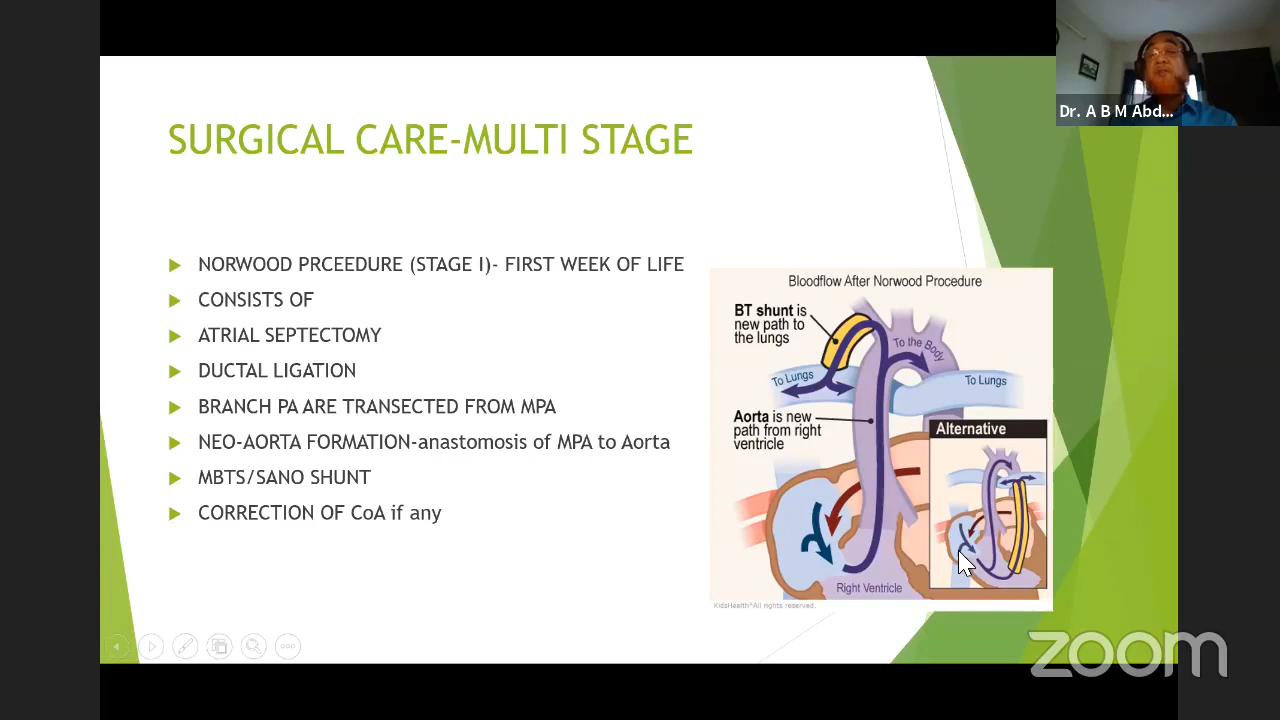 SURGICAL CARE-MULTI STAGE
NORWOOD PRCEEDURE (STAGE I)- FIRST WEEK OF LIFE
CONSISTS OF
ATRIAL SEPTECTOMY
DUCTAL LIGATION
BRANCH PA ARE TRANSECTED FROM MPA
NEO-AORTA FORMATION-anastomosis of MPA to Aorta
MBTS/SANO SHUNT
CORRECTION OF CoA if any
Bloodflow After Norwood Procedure
BT shunt is
new path to
the lungs
To the Body
To Lungs
To Lungs
Aorta is new
path from right
ventricle
Alternative
Right Ventricle
KidsHealth® All rights reserved.
Dr. A B M Abd...
zoom